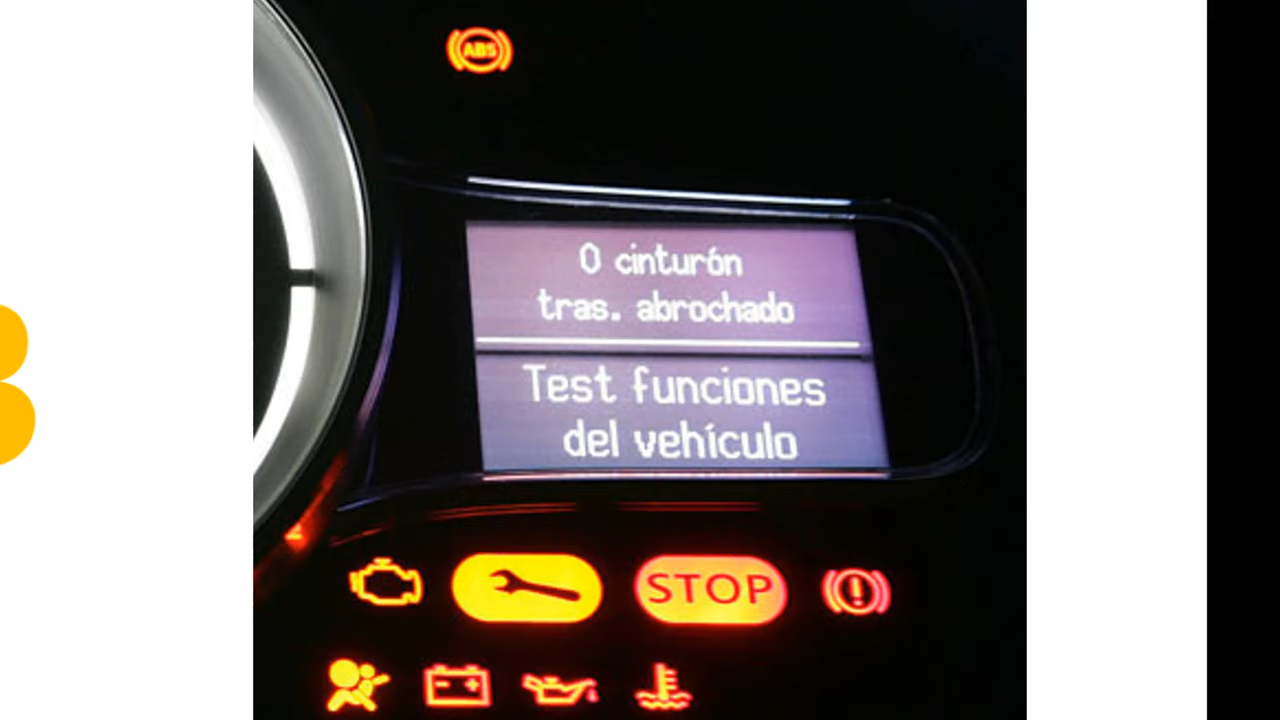 ABS
0 cinturón
tras. abrochado
Test funciones
del vehículo
STOP